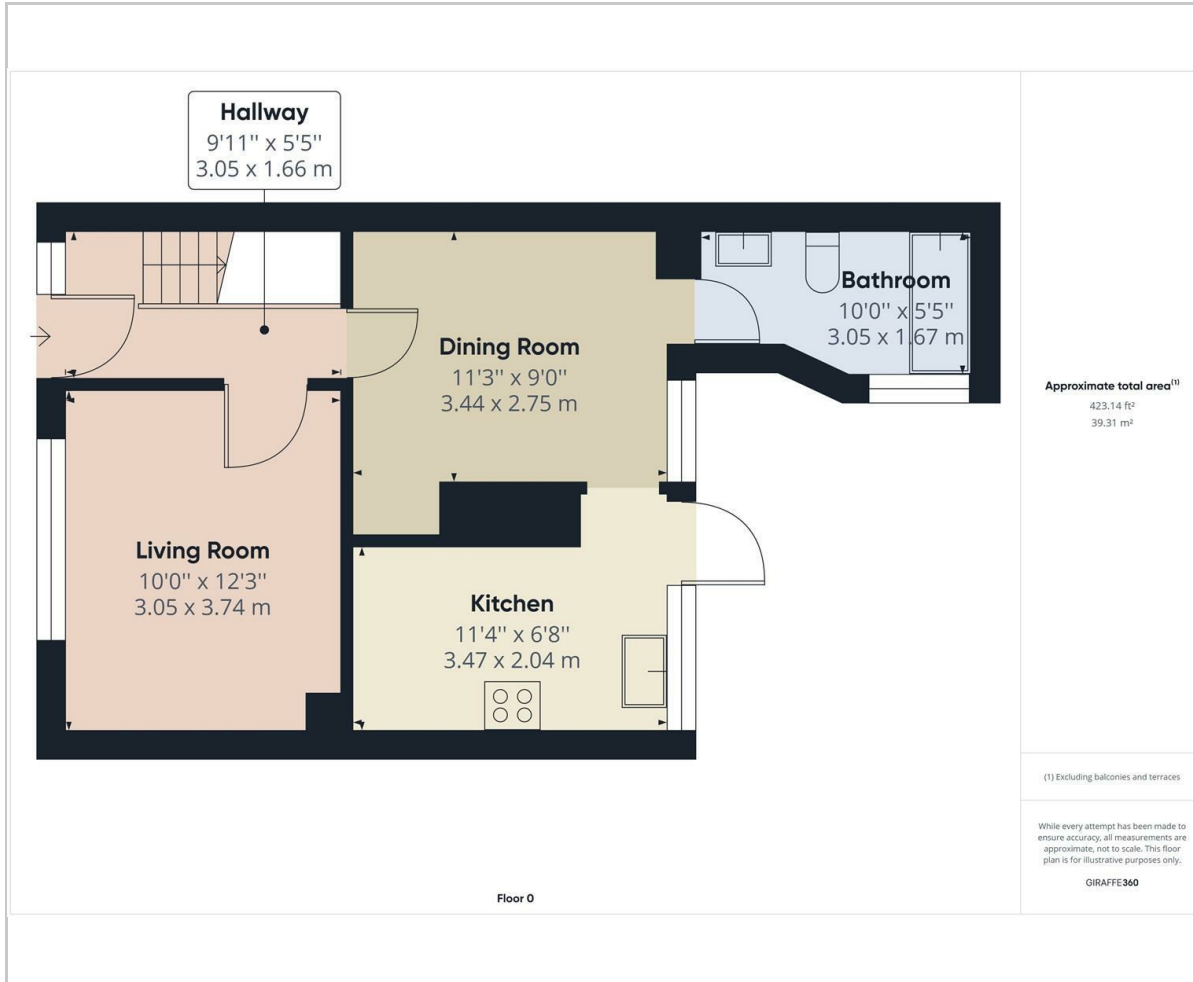 Hallway
9'11'' x 5'5''
3.05 x 1.66 m
Bathroom
10'0'' x 5'5''
3.05 x 1.67 m
Dining Room
11'3'' x 9'0''
3.44 x 2.75 m
Living Room
10'0'' x 12'3''
3.05 x 3.74 m
Kitchen
11'4'' x 6'8''
3.47 x 2.04 m
Floor 0
Approximate total area(1)
423.14 ft²
39.31 m²
(1) Excluding balconies and terraces
While every attempt has been made to
ensure accuracy, all measurements are
approximate, not to scale. This floor
plan is for illustrative purposes only.
GIRAFFE360